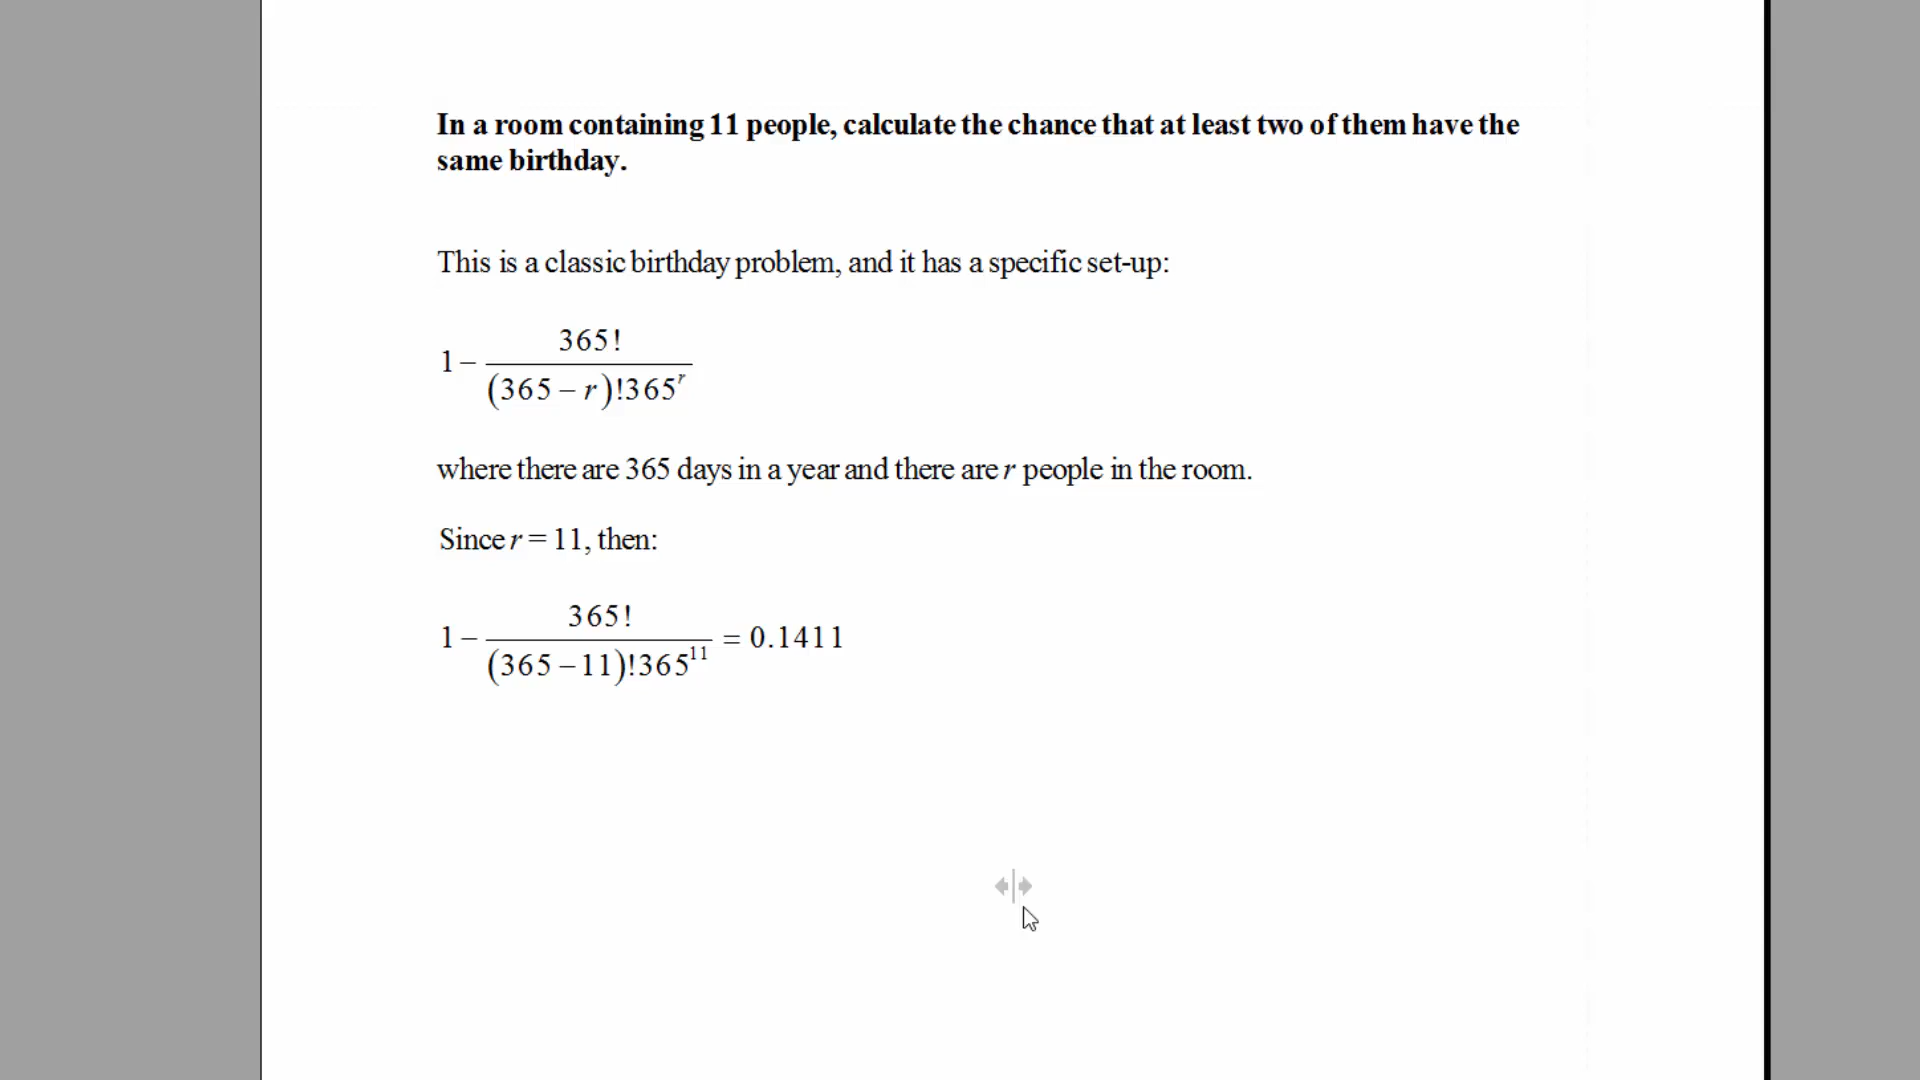 In a room containing 11 people, calculate the chance that at least two of them have the
same birthday.
This is a classic birthday problem, and it has a specific set-up:
1 − 365! / (365 − r)!365^r
where there are 365 days in a year and there are r people in the room.
Since r = 11, then:
1 − 365! / (365 − 11)!365^11 = 0.1411